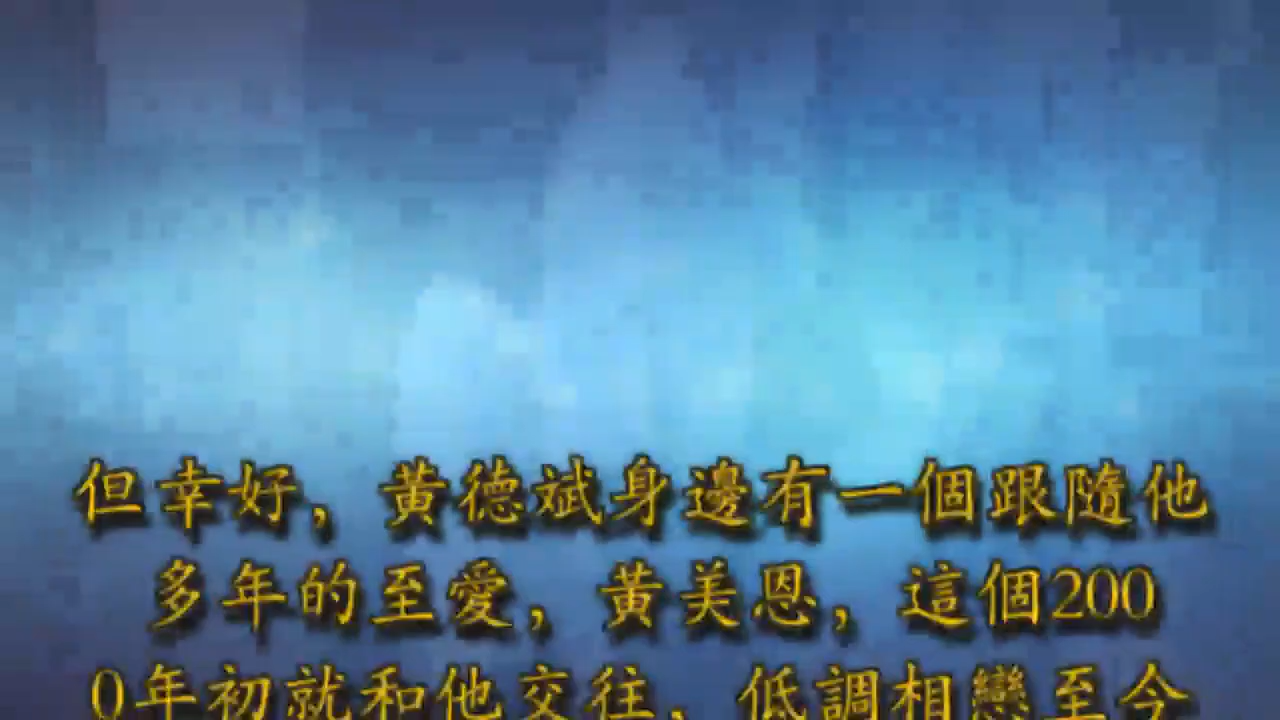 但幸好，黃德斌身邊有一個跟隨他
多年的至愛，黃美恩，這個200
0年初就和他交往、低調相戀至今